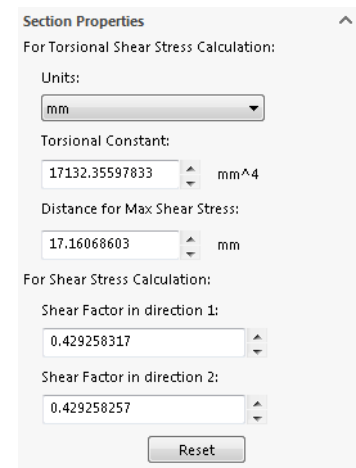 Section Properties
For Torsional Shear Stress Calculation:
Units:
mm
Torsional Constant:
17132.35597833 mm^4
Distance for Max Shear Stress:
17.16068603 mm
For Shear Stress Calculation:
Shear Factor in direction 1:
0.429258317
Shear Factor in direction 2:
0.429258257
Reset